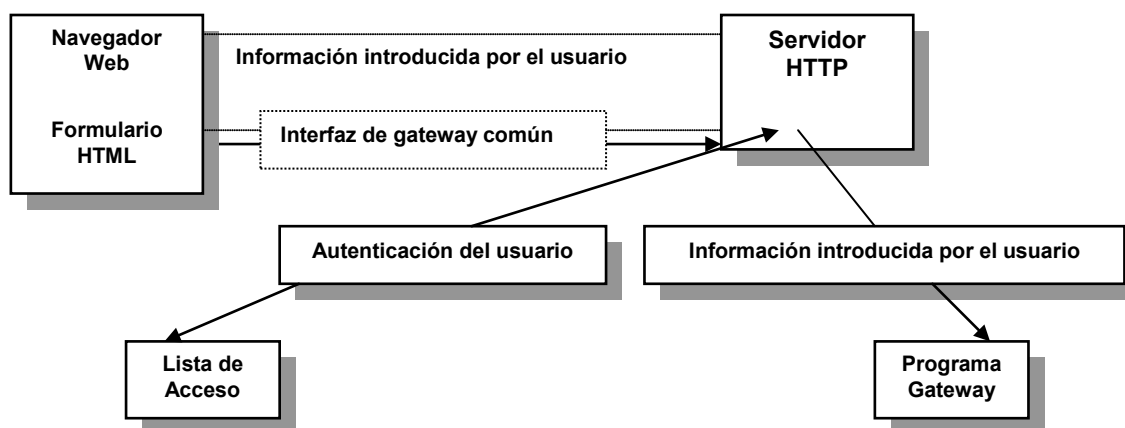 Navegador
Web
Formulario
HTML
Información introducida por el usuario
Interfaz de gateway común
Servidor
HTTP
Autenticación del usuario
Información introducida por el usuario
Lista de
Acceso
Programa
Gateway